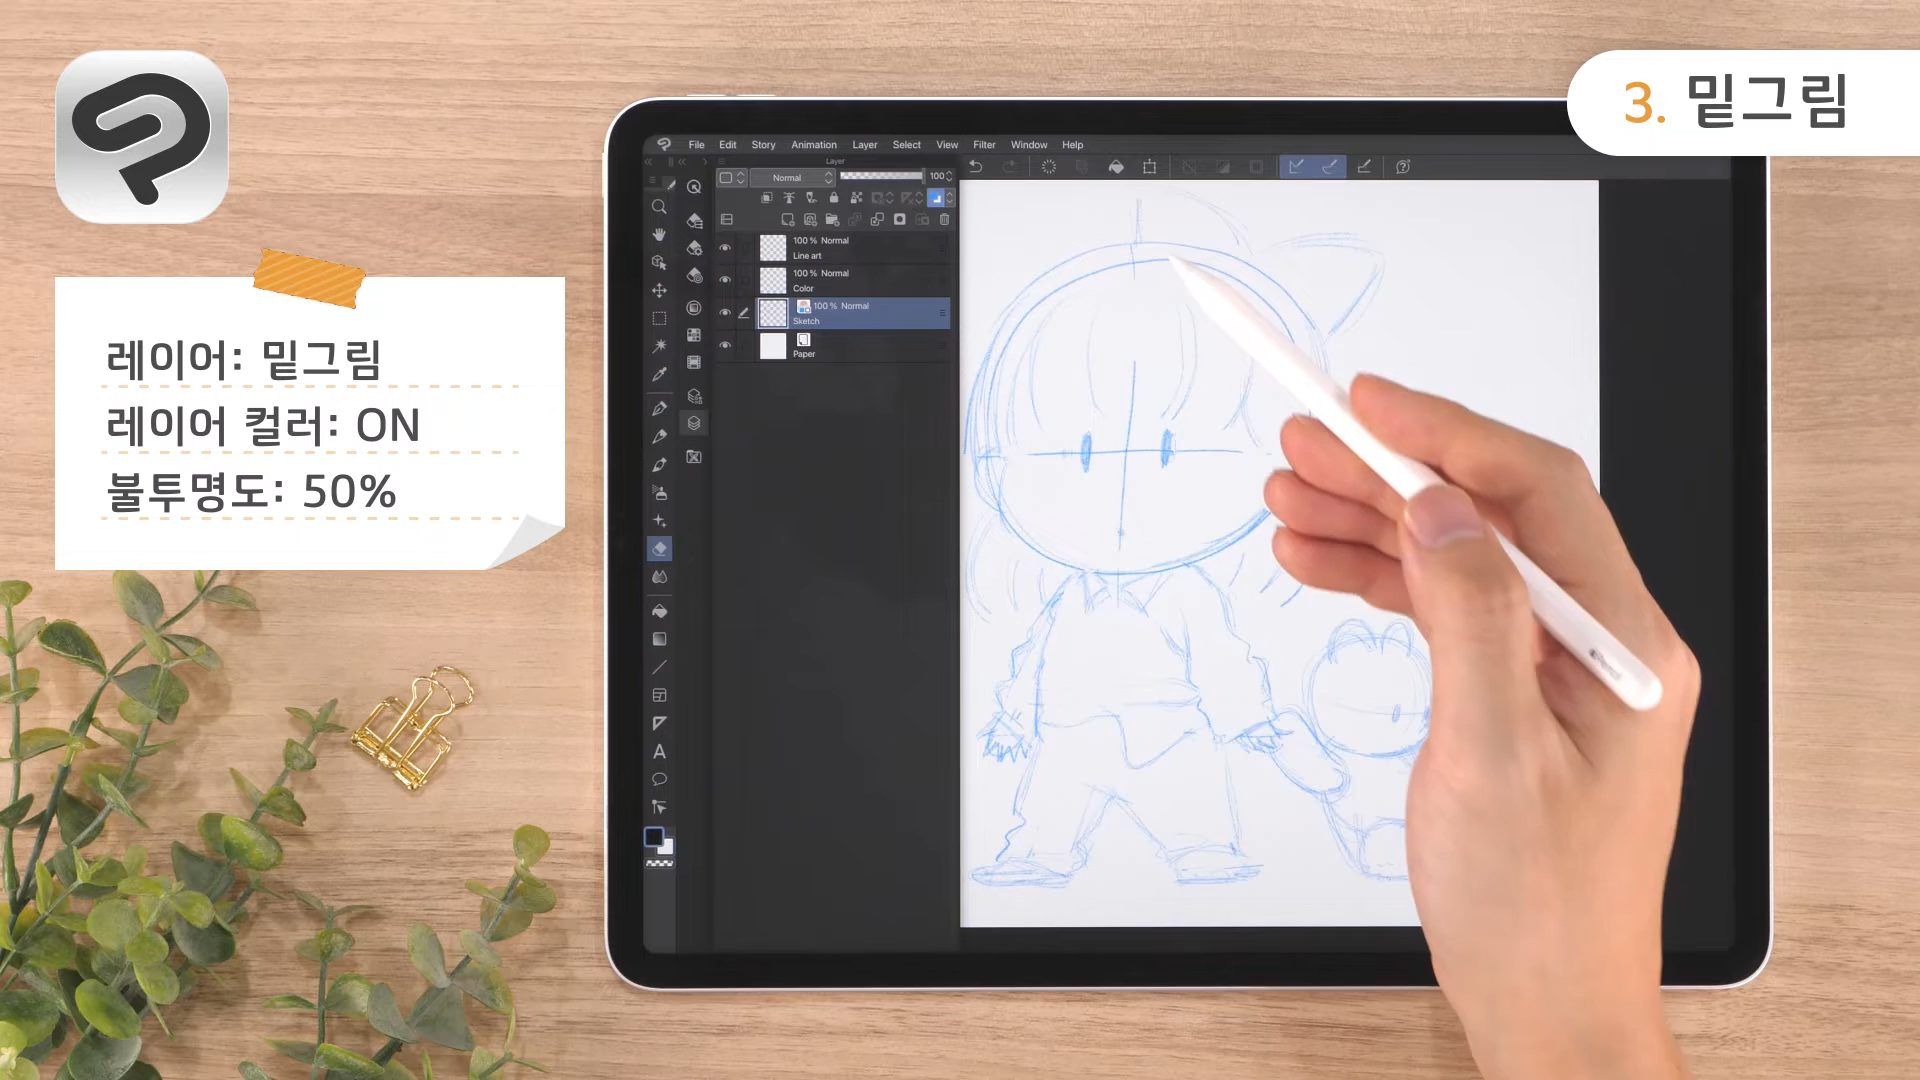 3. 밑그림
레이어: 밑그림
레이어 컬러: ON
불투명도: 50%
File Edit Story Animation Layer Select View Filter Window Help
Layer
Normal 100
100 % Normal
Line art
100 % Normal
Color
100 % Normal
Sketch
Paper